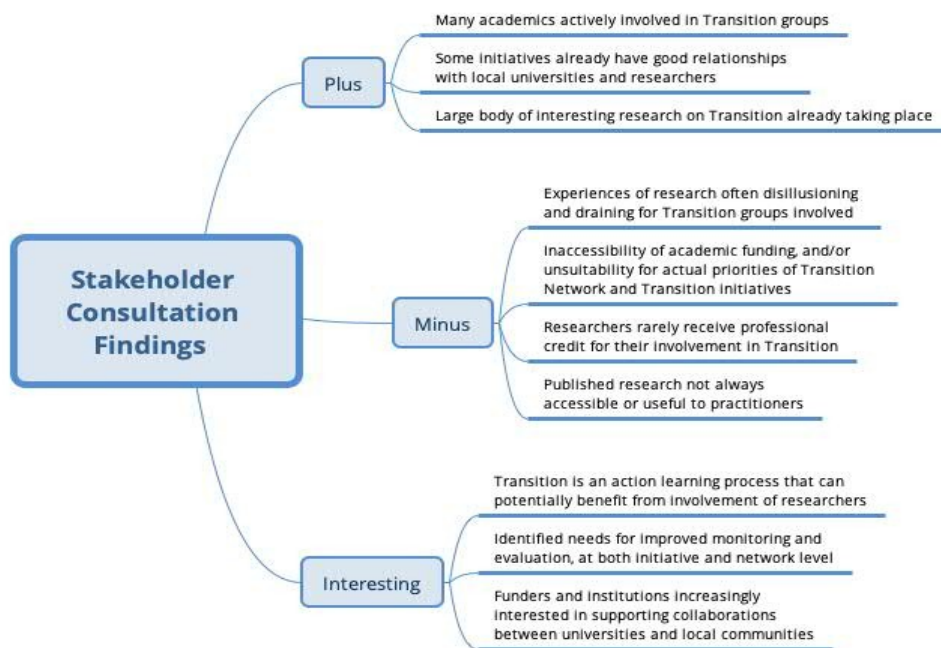 Stakeholder
Consultation
Findings
Plus
Many academics actively involved in Transition groups
Some initiatives already have good relationships
with local universities and researchers
Large body of interesting research on Transition already taking place
Minus
Experiences of research often disillusioning
and draining for Transition groups involved
Inaccessibility of academic funding, and/or
unsuitability for actual priorities of Transition
Network and Transition initiatives
Researchers rarely receive professional
credit for their involvement in Transition
Published research not always
accessible or useful to practitioners
Interesting
Transition is an action learning process that can
potentially benefit from involvement of researchers
Identified needs for improved monitoring and
evaluation, at both initiative and network level
Funders and institutions increasingly
interested in supporting collaborations
between universities and local communities